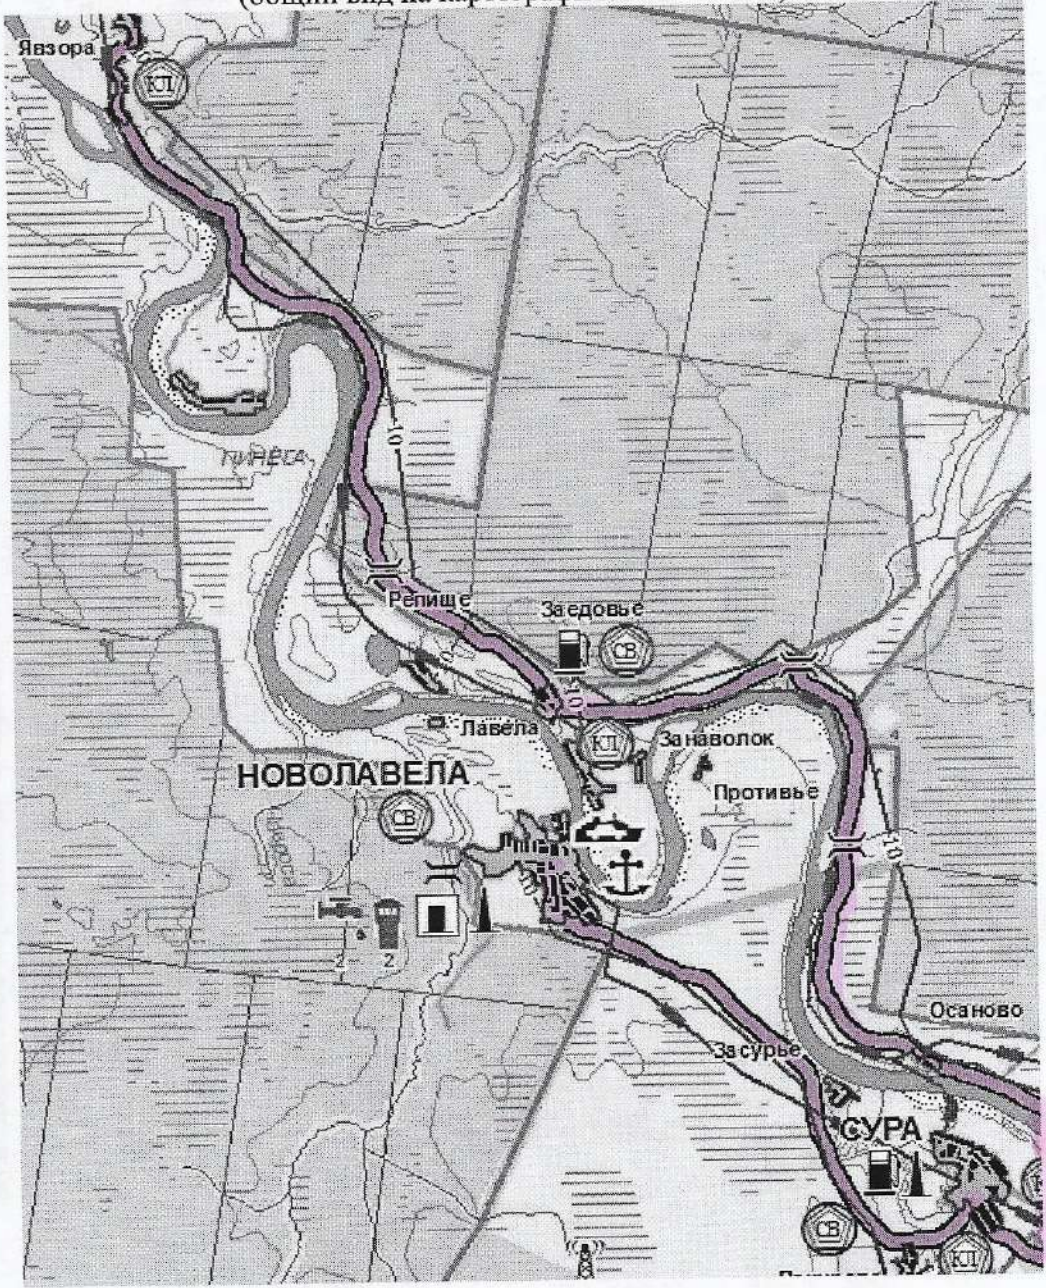 Явзора
КЛ
10
ПИНЕГА
Репище
Заедовье
СВ
10
Лавела
КЛ
Занаволок
НОВОЛАВЕЛА
Противье
СВ
10
2
2
Осаново
Засурье
СУРА
СВ
КЛ